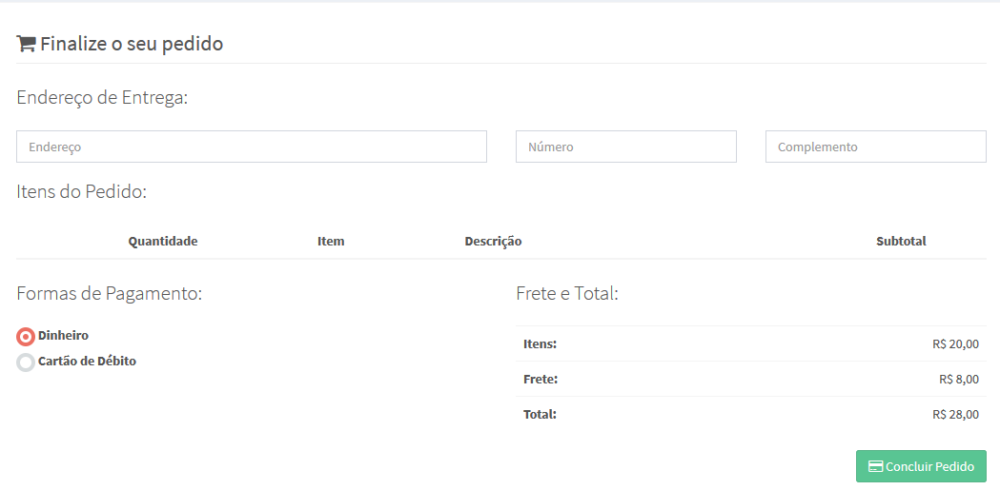 Finalize o seu pedido
Endereço de Entrega:
Endereço Número Complemento
Itens do Pedido:
Quantidade Item Descrição Subtotal
Formas de Pagamento:
Dinheiro
Cartão de Débito
Frete e Total:
Itens: R$ 20,00
Frete: R$ 8,00
Total: R$ 28,00
Concluir Pedido